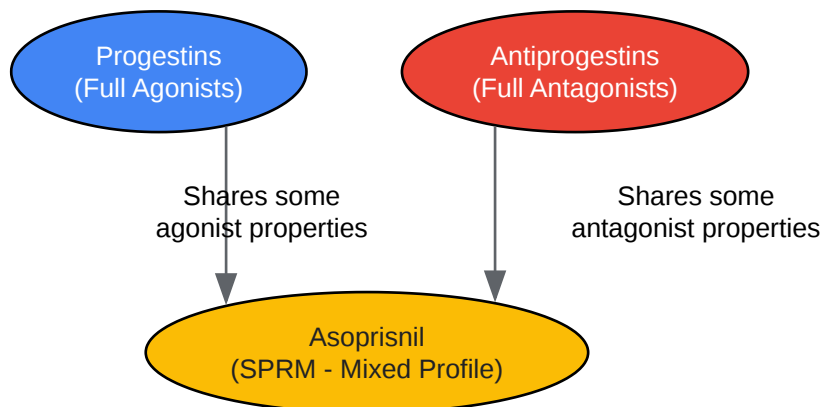 Progestins
(Full Agonists)
Antiprogestins
(Full Antagonists)
Shares some
agonist properties
Shares some
antagonist properties
Asoprisnil
(SPRM - Mixed Profile)